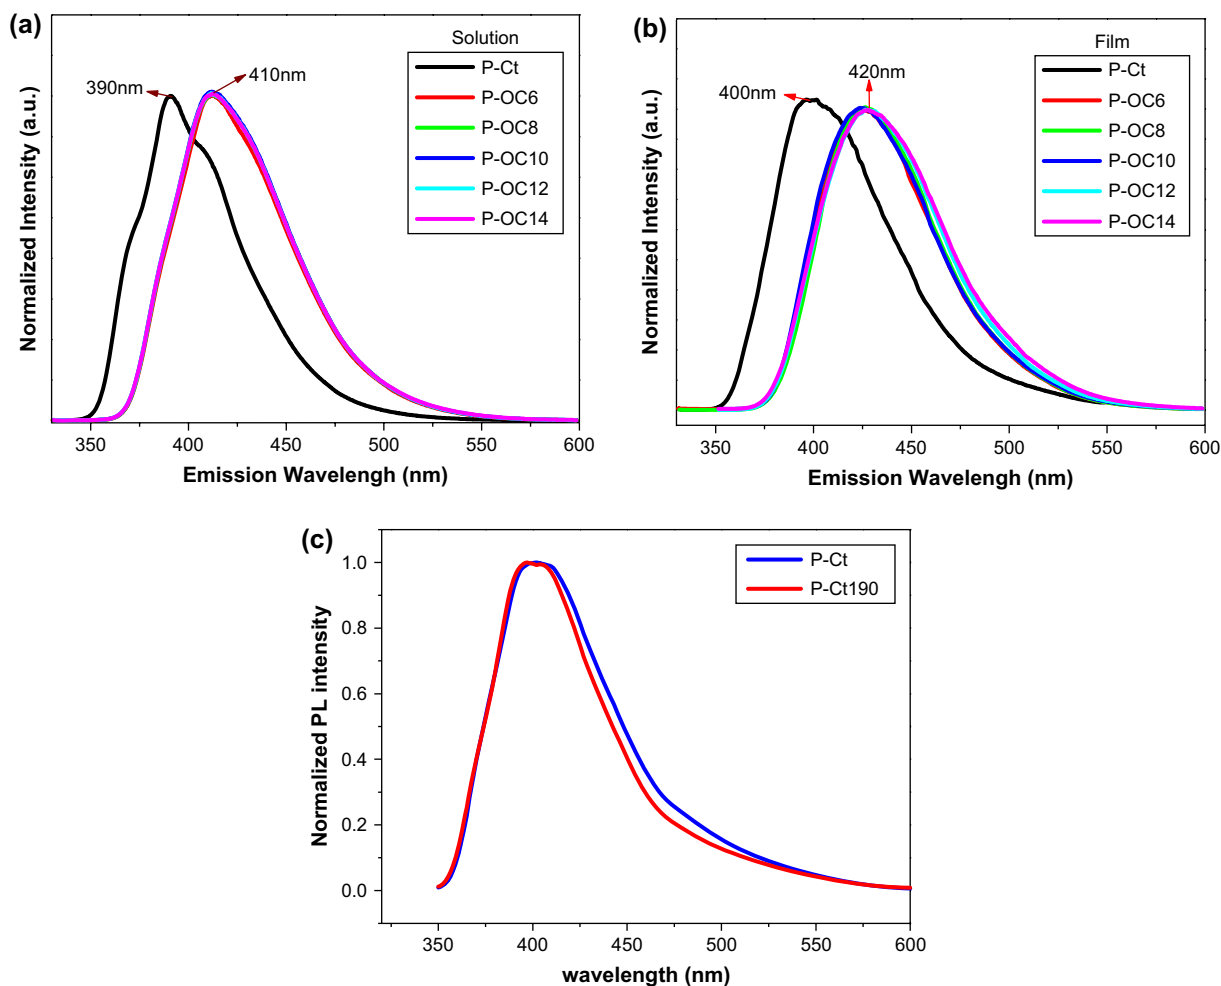 (a)
Solution
P-Ct
P-OC6
P-OC8
P-OC10
P-OC12
P-OC14
390nm
410nm
Normalized Intensity (a.u.)
350 400 450 500 550 600
Emission Wavelengh (nm)
(b)
Film
P-Ct
P-OC6
P-OC8
P-OC10
P-OC12
P-OC14
400nm
420nm
Normalized Intensity (a.u.)
350 400 450 500 550 600
Emission Wavelengh (nm)
(c)
P-Ct
P-Ct190
Normalized PL intensity
1.0
0.8
0.6
0.4
0.2
0.0
350 400 450 500 550 600
wavelength (nm)